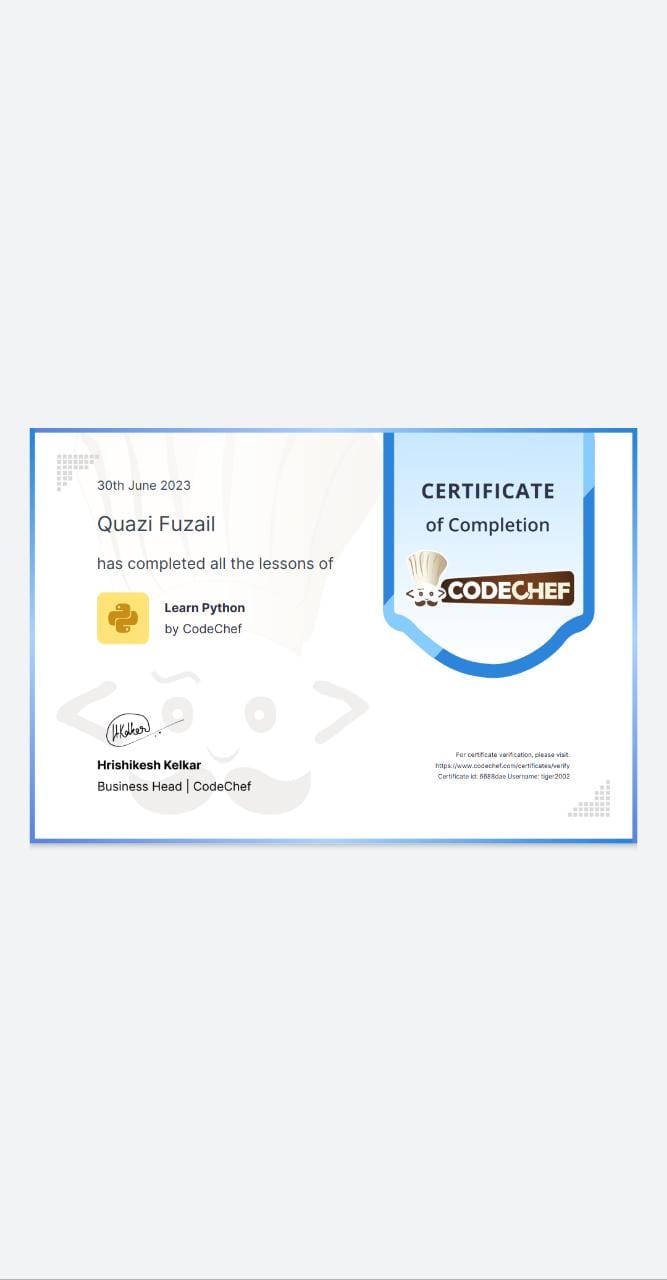 30th June 2023
Quazi Fuzail
has completed all the lessons of
Learn Python
by CodeChef
HKelkar
Hrishikesh Kelkar
Business Head | CodeChef
CERTIFICATE
of Completion
CODECHEF
For certificate verification, please visit:
https://www.codechef.com/certificates/verify
Certificate id: 6688dae Username: tiger2002